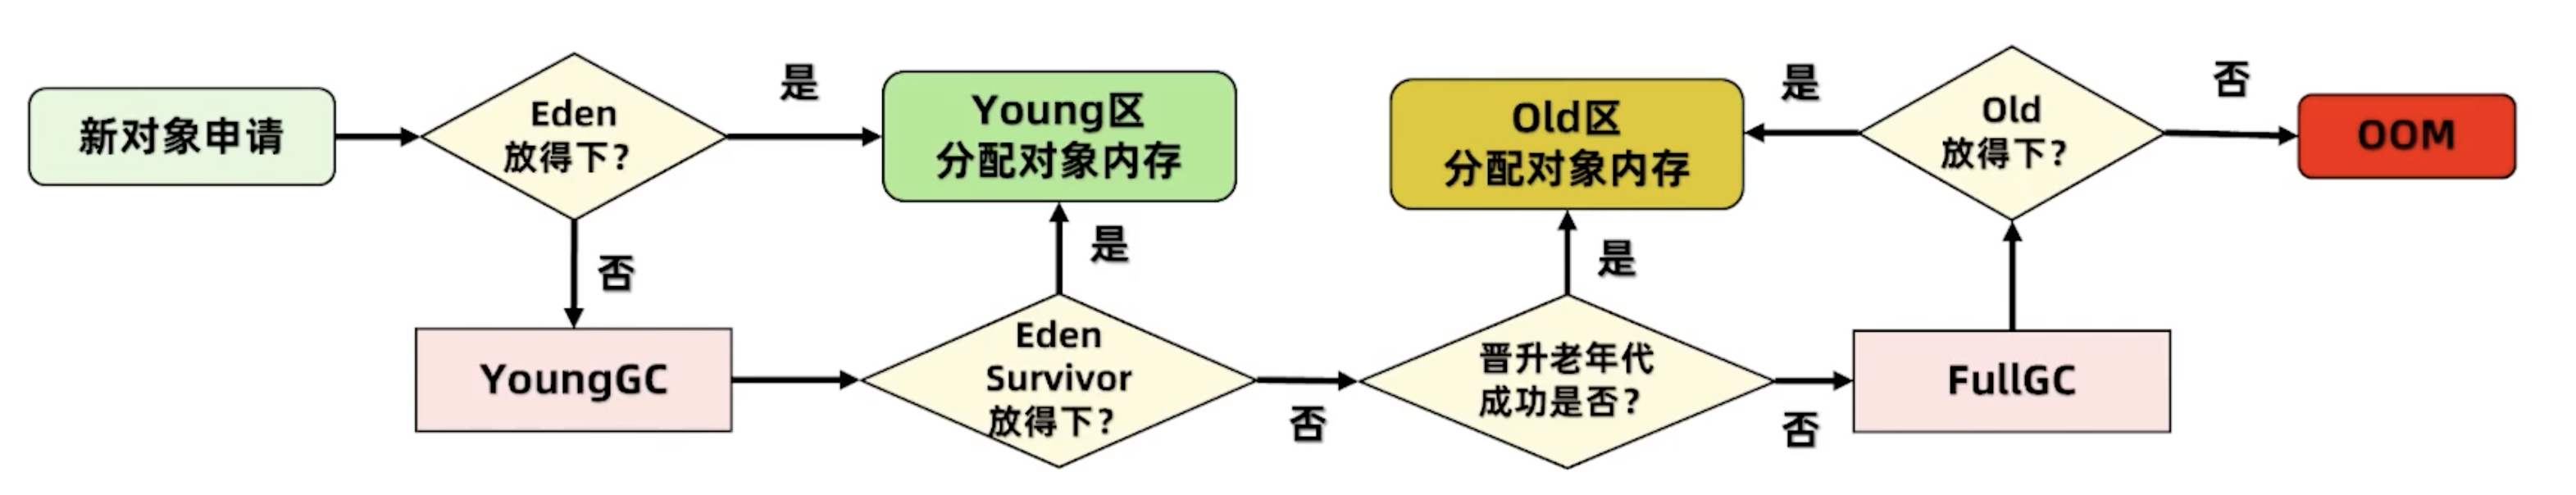 新对象申请
Eden
放得下?
是
Young区
分配对象内存
否
YoungGC
Eden
Survivor
放得下?
是
否
晋升老年代
成功是否?
是
Old区
分配对象内存
否
FullGC
Old
放得下?
是
否
OOM